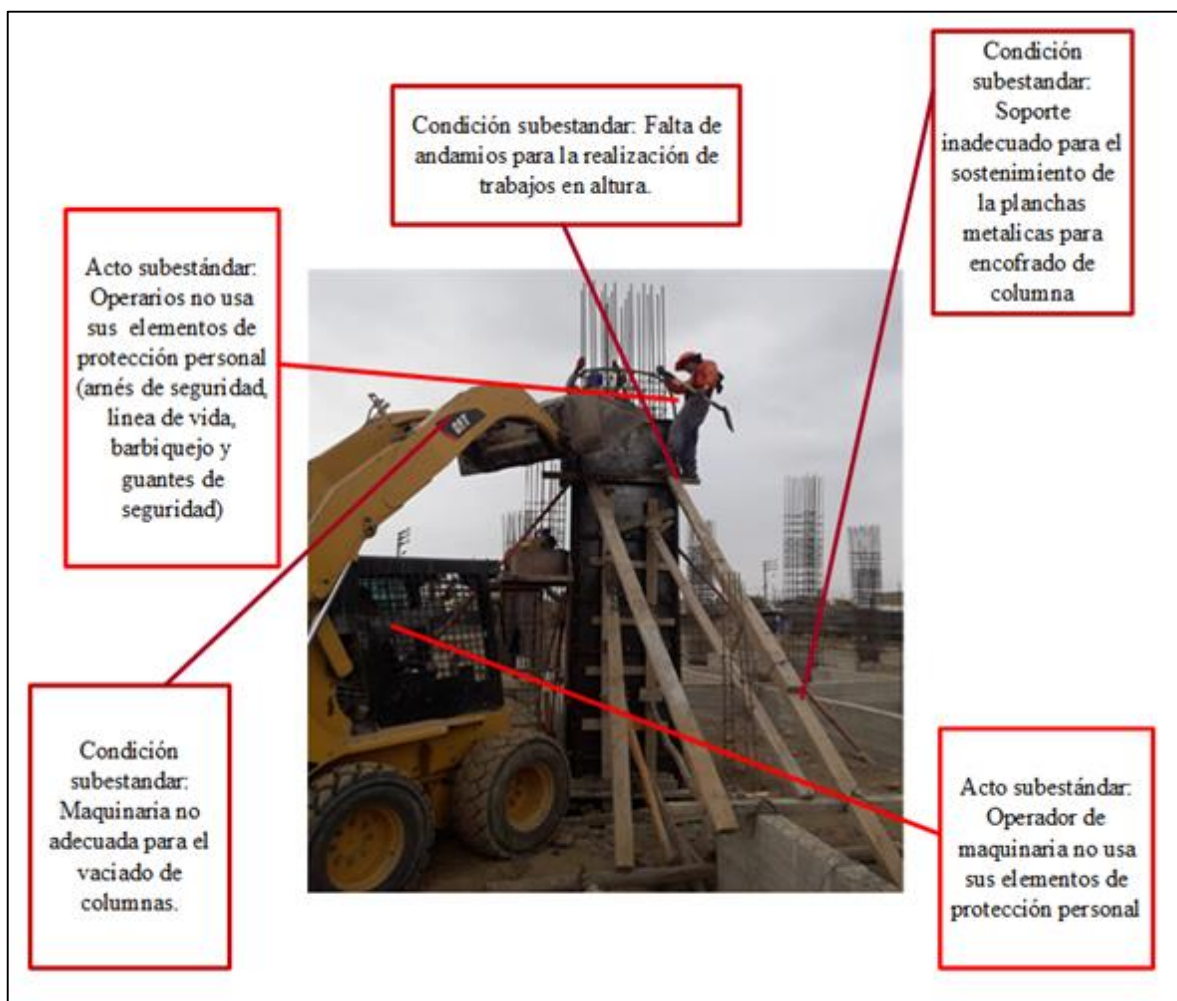 Condición
subestandar:
Soporte
inadecuado para el
sostenimiento de
la planchas
metalicas para
encofrado de
columna
Condición subestandar: Falta de
andamios para la realización de
trabajos en altura.
Acto subestándar:
Operarios no usa
sus elementos de
protección personal
(arnés de seguridad,
linea de vida,
barbiquejo y
guantes de
seguridad)
CAT
Condición
subestandar:
Maquinaria no
adecuada para el
vaciado de
columnas.
Acto subestándar:
Operador de
maquinaria no usa
sus elementos de
protección personal